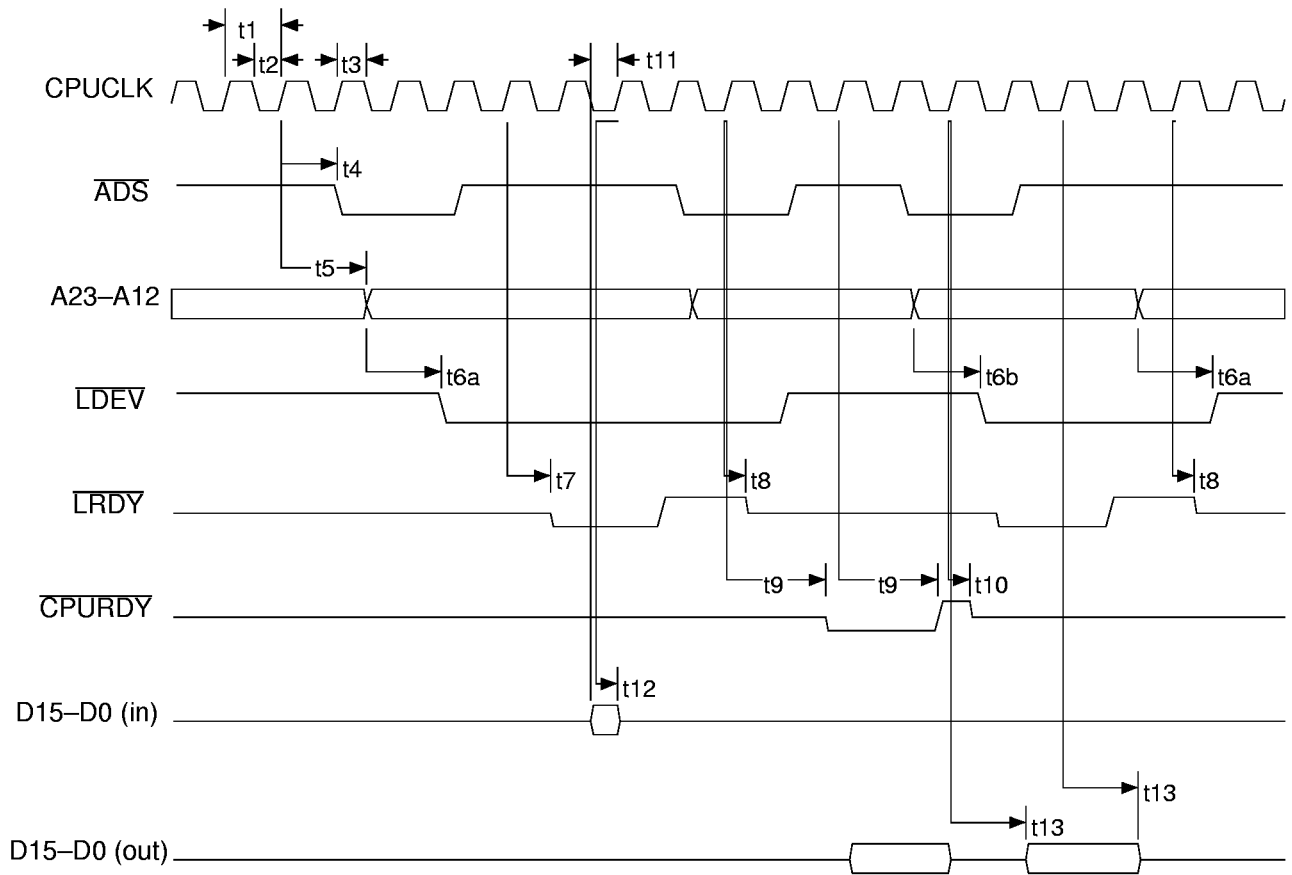 t1
t2
t3
t11
CPUCLK
t4
ADS
t5
A23–A12
t6a
t6b
t6a
LDEV
t7
t8
t8
LRDY
t9
t9
t10
CPURDY
t12
D15–D0 (in)
t13
t13
D15–D0 (out)